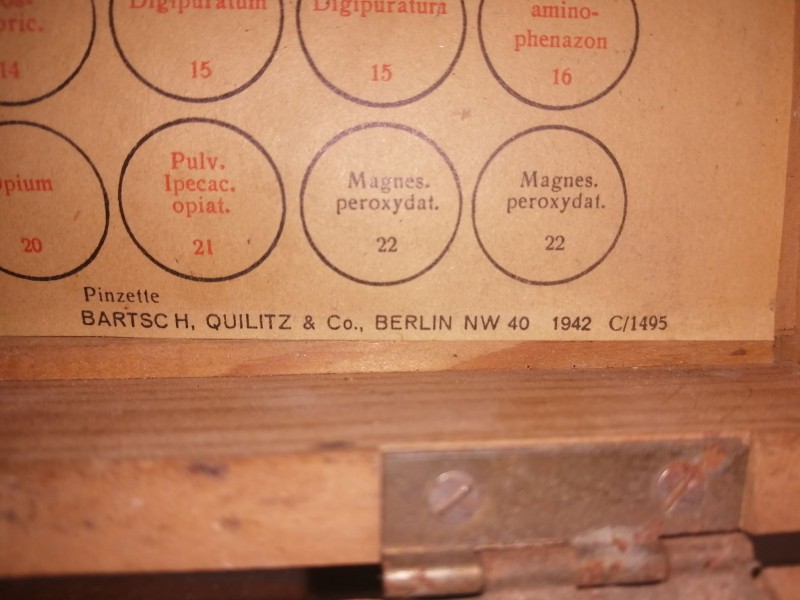 Digipuratum
15
Digipuratum
15
amino-
phenazon
16
14
20
Pulv.
Ipecac.
opiat.
21
Magnes.
peroxydat.
22
Magnes.
peroxydat.
22
Pinzette
BARTSCH, QUILITZ & Co., BERLIN NW 40 1942 C/1495